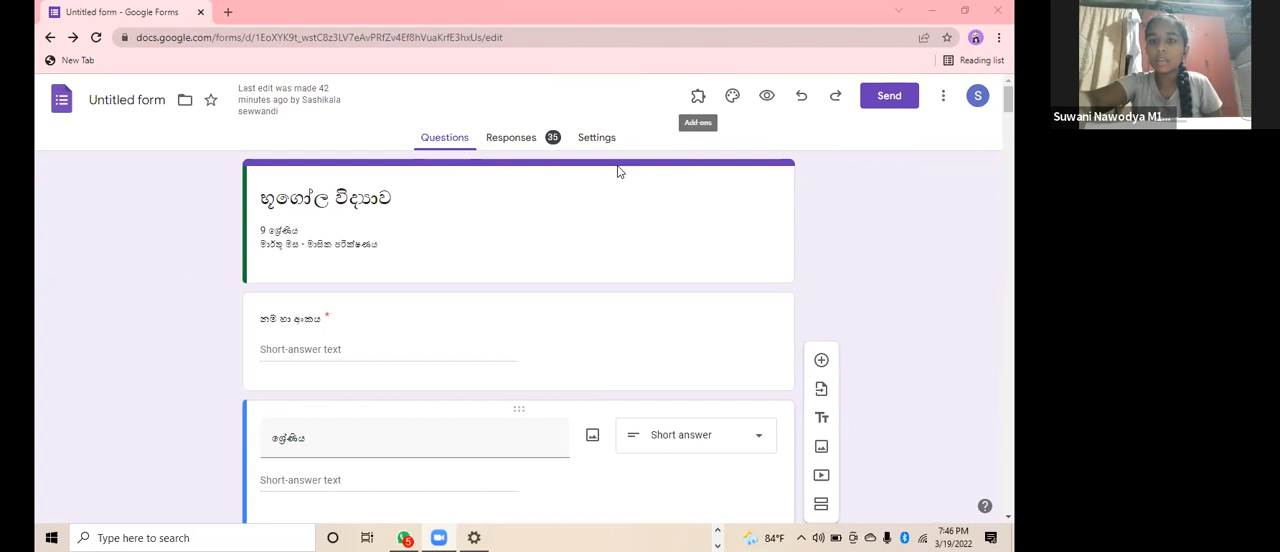 Untitled form - Google Forms
docs.google.com/forms/d/1EoXYK9t_wstC8z3LV7eAvPRfZv4Ef8hVuaKrfE3hxUs/edit
New Tab
Reading list
Untitled form
Last edit was made 42
minutes ago by Sashikala
sewwandi
Send
S
Add-ons
Questions
Responses 35
Settings
භූගෝල විද්‍යාව
9 ශ්‍රේණිය
මාර්තු මස - මාසික පරික්ෂණය
නම හා අංකය *
Short-answer text
ශ්‍රේණිය
Short answer
Short-answer text
Tт
Type here to search
5
84°F
7:46 PM
3/19/2022
Suwani Nawodya M1...